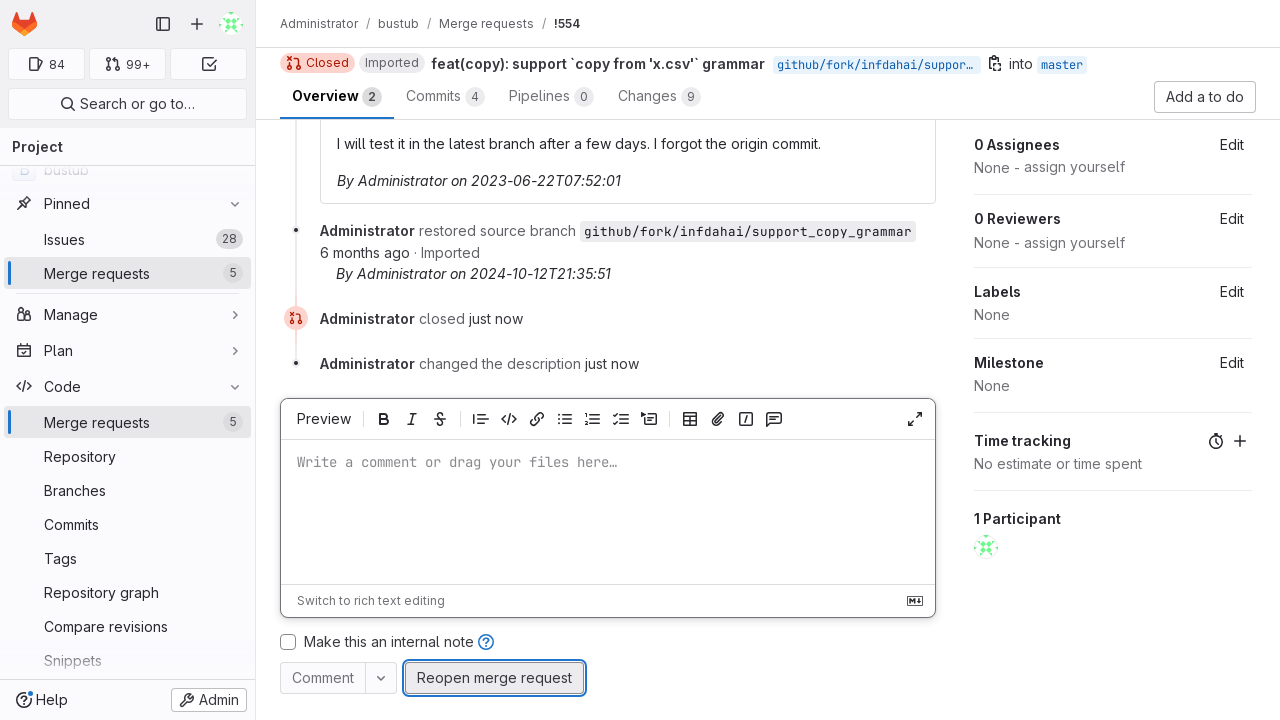 Administrator / bustub / Merge requests / !554
84
99+
Search or go to…
Project
B bustub
Pinned
Issues 28
Merge requests 5
Manage
Plan
Code
Merge requests 5
Repository
Branches
Commits
Tags
Repository graph
Compare revisions
Snippets
Help
Admin
Closed Imported feat(copy): support `copy from 'x.csv'` grammar github/fork/infdahai/suppor… into master
Overview 2 Commits 4 Pipelines 0 Changes 9 Add a to do
I will test it in the latest branch after a few days. I forgot the origin commit.
By Administrator on 2023-06-22T07:52:01
Administrator restored source branch github/fork/infdahai/support_copy_grammar
6 months ago · Imported
By Administrator on 2024-10-12T21:35:51
Administrator closed just now
Administrator changed the description just now
Preview
Write a comment or drag your files here…
Switch to rich text editing
Make this an internal note
Comment
Reopen merge request
0 Assignees Edit
None - assign yourself
0 Reviewers Edit
None - assign yourself
Labels Edit
None
Milestone Edit
None
Time tracking
No estimate or time spent
1 Participant